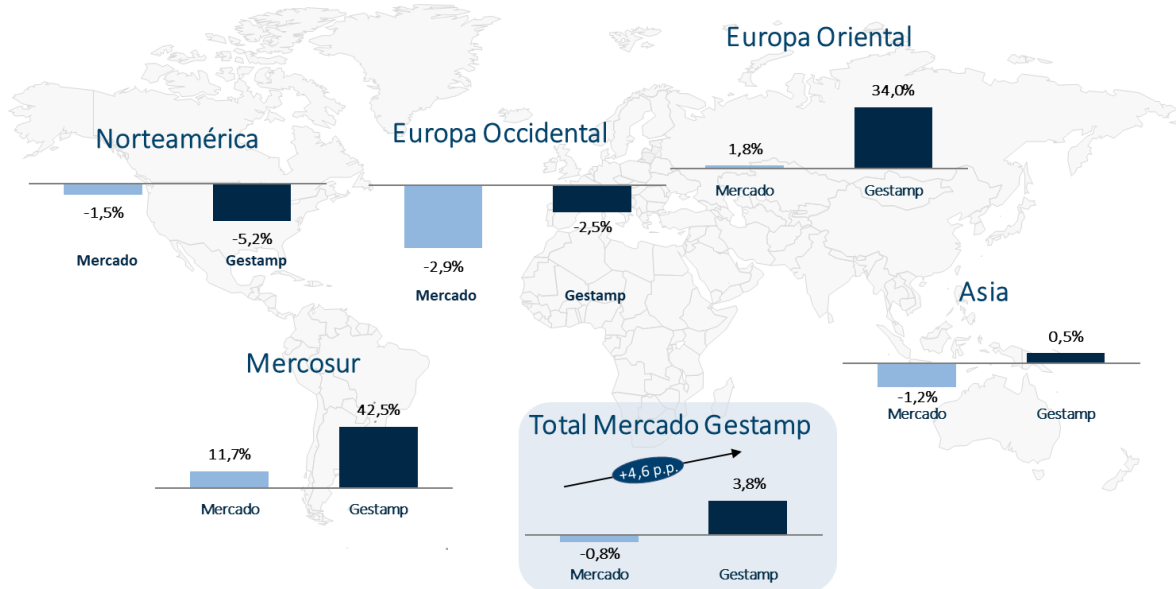 Europa Oriental
34,0%
1,8%
Mercado
Gestamp
Norteamérica
-1,5%
-5,2%
Mercado
Gestamp
Europa Occidental
-2,9%
-2,5%
Mercado
Gestamp
Asia
0,5%
-1,2%
Mercado
Gestamp
Mercosur
42,5%
11,7%
Mercado
Gestamp
Total Mercado Gestamp
+4,6 p.p.
3,8%
-0,8%
Mercado
Gestamp